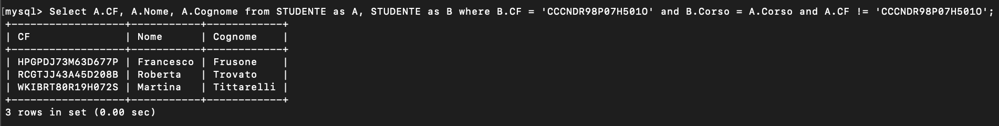 [mysql> Select A.CF, A.Nome, A.Cognome from STUDENTE as A, STUDENTE as B where B.CF = 'CCCNDR98P07H501O' and B.Corso = A.Corso and A.CF != 'CCCNDR98P07H501O';
+------------------+-----------+------------+
| CF               | Nome      | Cognome    |
+------------------+-----------+------------+
| HPGPDJ73M63D677P | Francesco | Frusone    |
| RCGTJJ43A45D208B | Roberta   | Trovato    |
| WKIBRT80R19H072S | Martina   | Tittarelli |
+------------------+-----------+------------+
3 rows in set (0.00 sec)